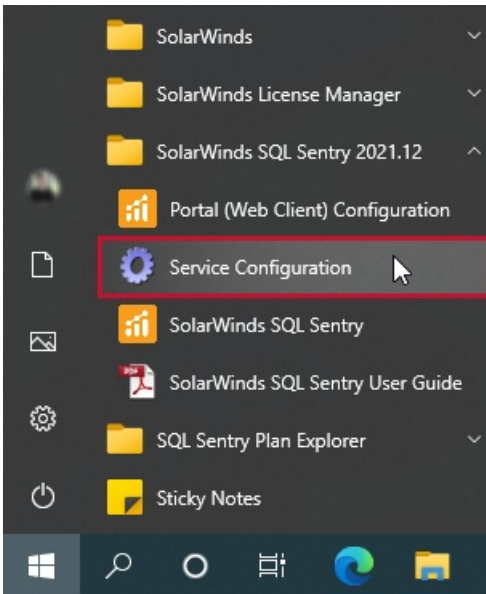 SolarWinds
SolarWinds License Manager
SolarWinds SQL Sentry 2021.12
Portal (Web Client) Configuration
Service Configuration
SolarWinds SQL Sentry
PDF
SolarWinds SQL Sentry User Guide
SQL Sentry Plan Explorer
Sticky Notes